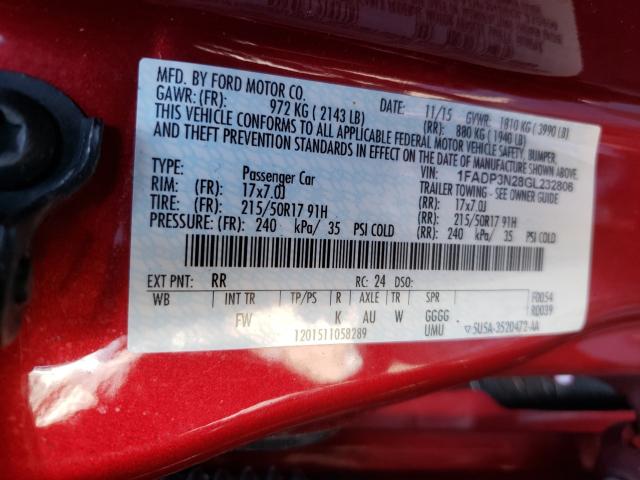 MFD. BY FORD MOTOR CO.
DATE: 11/15 GVWR: 1810 KG ( 3990 LB)
GAWR: (FR): 972 KG ( 2143 LB) (RR): 880 KG ( 1940 LB)
THIS VEHICLE CONFORMS TO ALL APPLICABLE FEDERAL MOTOR VEHICLE SAFETY, BUMPER,
AND THEFT PREVENTION STANDARDS IN EFFECT ON THE DATE OF MANUFACTURE SHOWN ABOVE.
VIN: 1FADP3N28GL232806
TYPE: Passenger Car TRAILER TOWING - SEE OWNER GUIDE
RIM: (FR): 17x7.0J (RR): 17x7.0J
TIRE: (FR): 215/50R17 91H (RR): 215/50R17 91H
PRESSURE: (FR): 240 kPa/ 35 PSI COLD (RR): 240 kPa/ 35 PSI COLD
EXT PNT: RR RC: 24 DSO:
WB INT TR TP/PS R AXLE TR SPR F0054
FW K AU W GGGG R0039
1201511058289 UMU 5U5A-3520472-AA